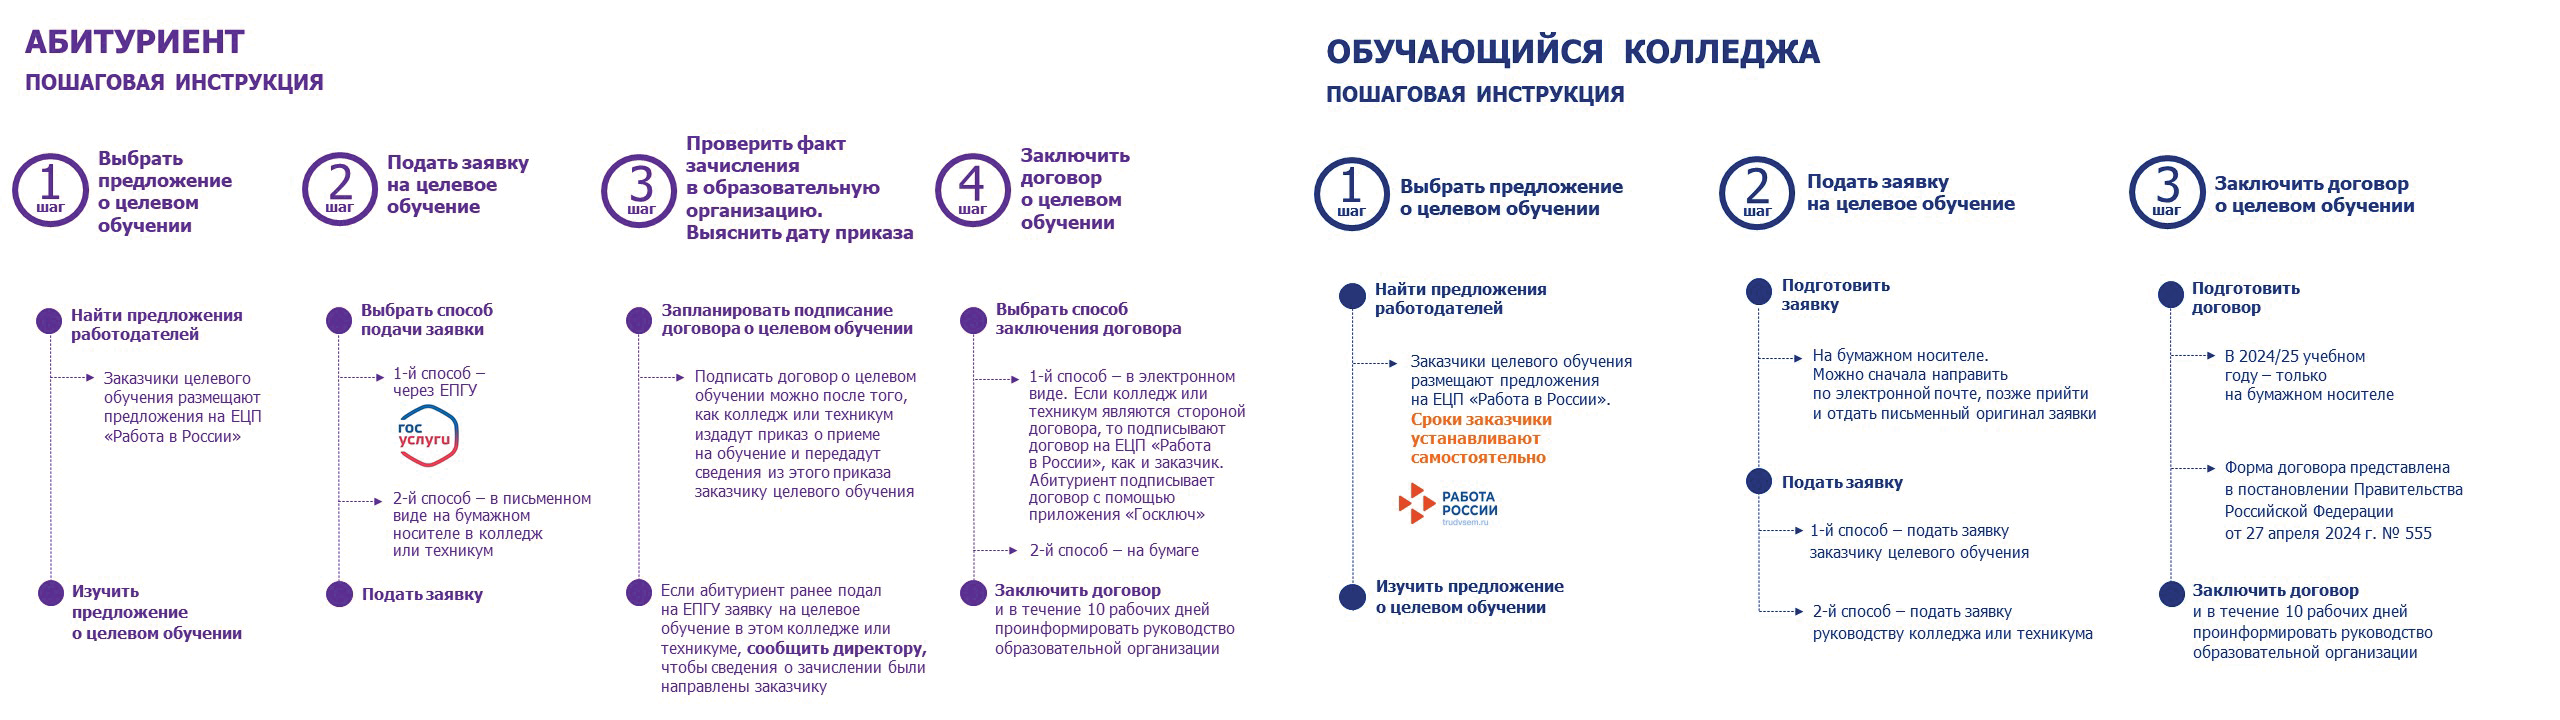 АБИТУРИЕНТ
ПОШАГОВАЯ ИНСТРУКЦИЯ
1
шаг
Выбрать
предложение
о целевом
обучении
Найти предложения
работодателей
Заказчики целевого
обучения размещают
предложения на ЕЦП
«Работа в России»
Изучить
предложение
о целевом обучении
2
шаг
Подать заявку
на целевое
обучение
Выбрать способ
подачи заявки
1-й способ –
через ЕПГУ
гос
услуги
2-й способ – в письменном
виде на бумажном
носителе в колледж
или техникум
Подать заявку
3
шаг
Проверить факт
зачисления
в образовательную
организацию.
Выяснить дату приказа
Запланировать подписание
договора о целевом обучении
Подписать договор о целевом
обучении можно после того,
как колледж или техникум
издадут приказ о приеме
на обучение и передадут
сведения из этого приказа
заказчику целевого обучения
Если абитуриент ранее подал
на ЕПГУ заявку на целевое
обучение в этом колледже или
техникуме, сообщить директору,
чтобы сведения о зачислении были
направлены заказчику
4
шаг
Заключить
договор
о целевом
обучении
Выбрать способ
заключения договора
1-й способ – в электронном
виде. Если колледж или
техникум являются стороной
договора, то подписывают
договор на ЕЦП «Работа
в России», как и заказчик.
Абитуриент подписывает
договор с помощью
приложения «Госключ»
2-й способ – на бумаге
Заключить договор
и в течение 10 рабочих дней
проинформировать руководство
образовательной организации
ОБУЧАЮЩИЙСЯ КОЛЛЕДЖА
ПОШАГОВАЯ ИНСТРУКЦИЯ
1
шаг
Выбрать предложение
о целевом обучении
Найти предложения
работодателей
Заказчики целевого обучения
размещают предложения
на ЕЦП «Работа в России».
Сроки заказчики
устанавливают
самостоятельно
РАБОТА
РОССИИ
trudvsem.ru
Изучить предложение
о целевом обучении
2
шаг
Подать заявку
на целевое обучение
Подготовить
заявку
На бумажном носителе.
Можно сначала направить
по электронной почте, позже прийти
и отдать письменный оригинал заявки
Подать заявку
1-й способ – подать заявку
заказчику целевого обучения
2-й способ – подать заявку
руководству колледжа или техникума
3
шаг
Заключить договор
о целевом обучении
Подготовить
договор
В 2024/25 учебном
году – только
на бумажном носителе
Форма договора представлена
в постановлении Правительства
Российской Федерации
от 27 апреля 2024 г. № 555
Заключить договор
и в течение 10 рабочих дней
проинформировать руководство
образовательной организации